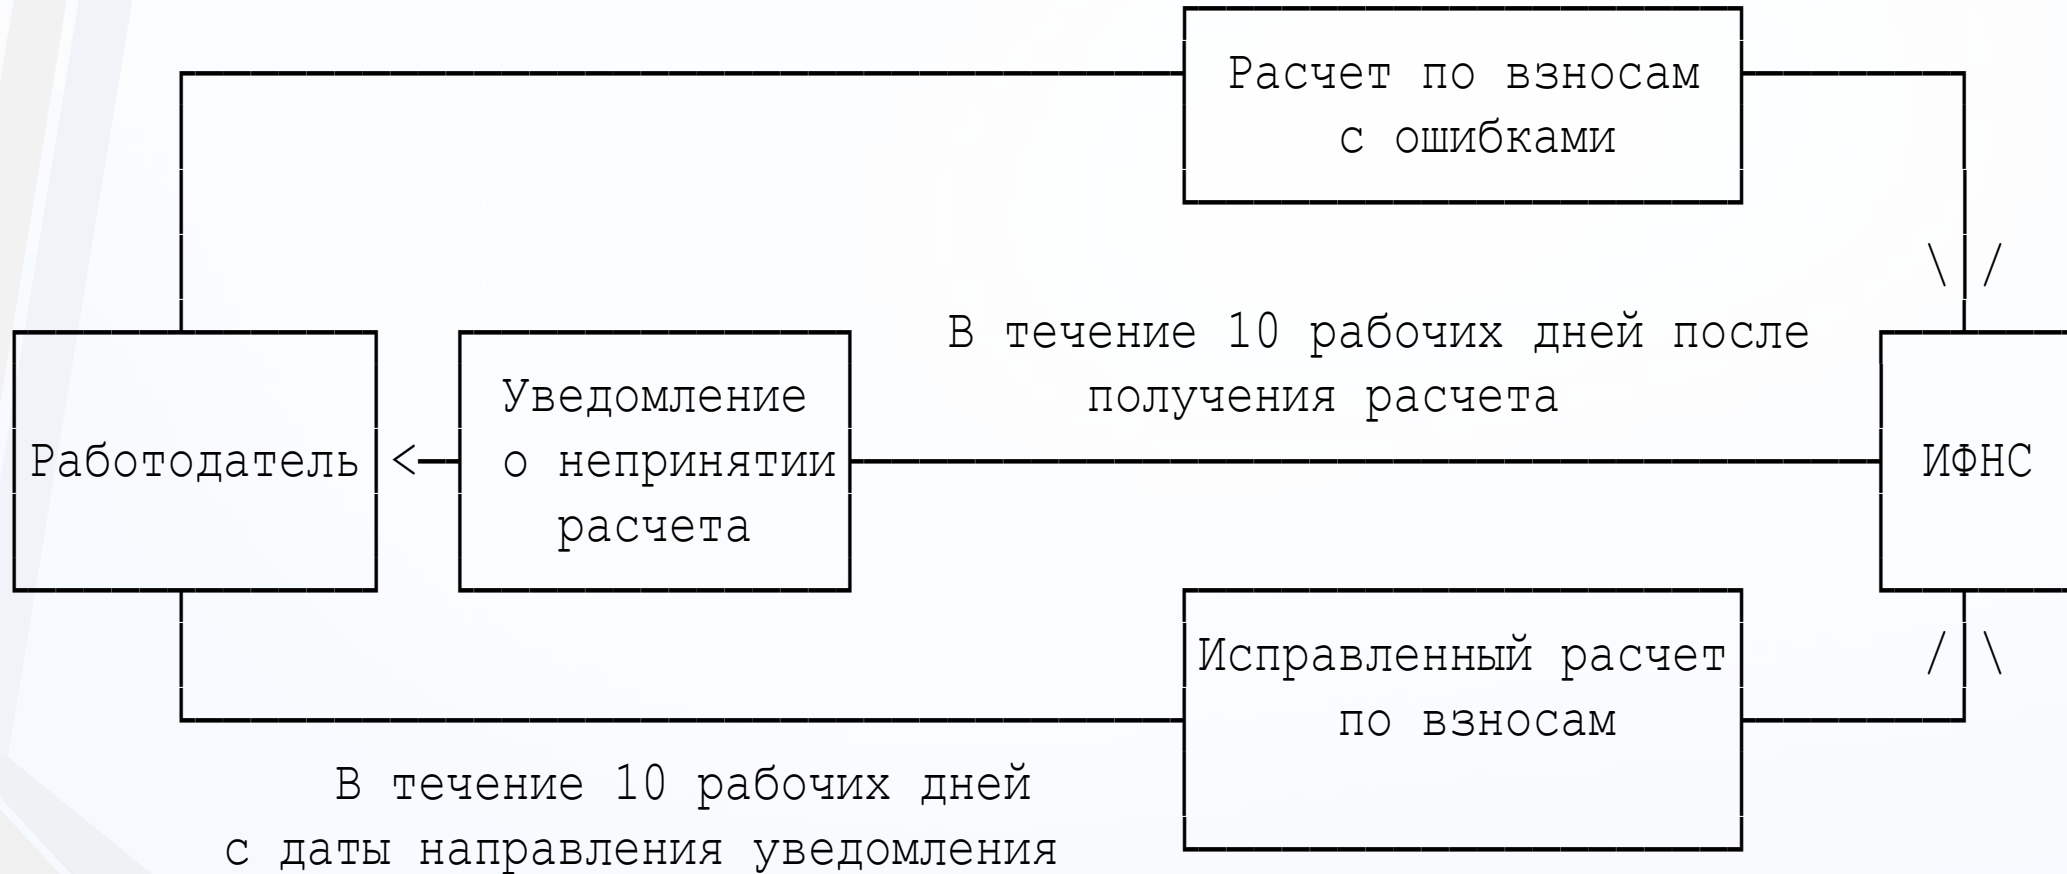 Расчет по взносам
с ошибками
В течение 10 рабочих дней после
получения расчета
Уведомление
о непринятии
расчета
Работодатель
ИФНС
Исправленный расчет
по взносам
В течение 10 рабочих дней
с даты направления уведомления